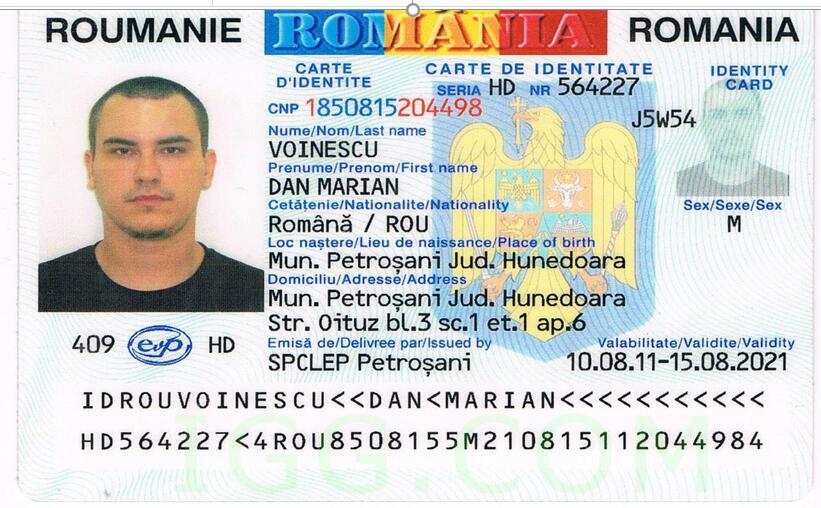 ROUMANIE ROMÂNIA ROMANIA
CARTE D'IDENTITE
CARTE DE IDENTITATE
IDENTITY CARD
SERIA HD NR 564227
CNP 1850815204498
J5W54
Nume/Nom/Last name
VOINESCU
Prenume/Prenom/First name
DAN MARIAN
Cetăţenie/Nationalite/Nationality
Română / ROU
Sex/Sexe/Sex
M
Loc naştere/Lieu de naissance/Place of birth
Mun. Petroşani Jud. Hunedoara
Domiciliu/Adresse/Address
Mun. Petroşani Jud. Hunedoara
Str. Oituz bl.3 sc.1 et.1 ap.6
Emisă de/Delivree par/Issued by
SPCLEP Petroşani
Valabilitate/Validite/Validity
10.08.11-15.08.2021
409 evp HD
IDROUVOINESCU<<DAN<MARIAN<<<<<<<<<<<
HD564227<4ROU8508155M210815112044984
IGG.COM